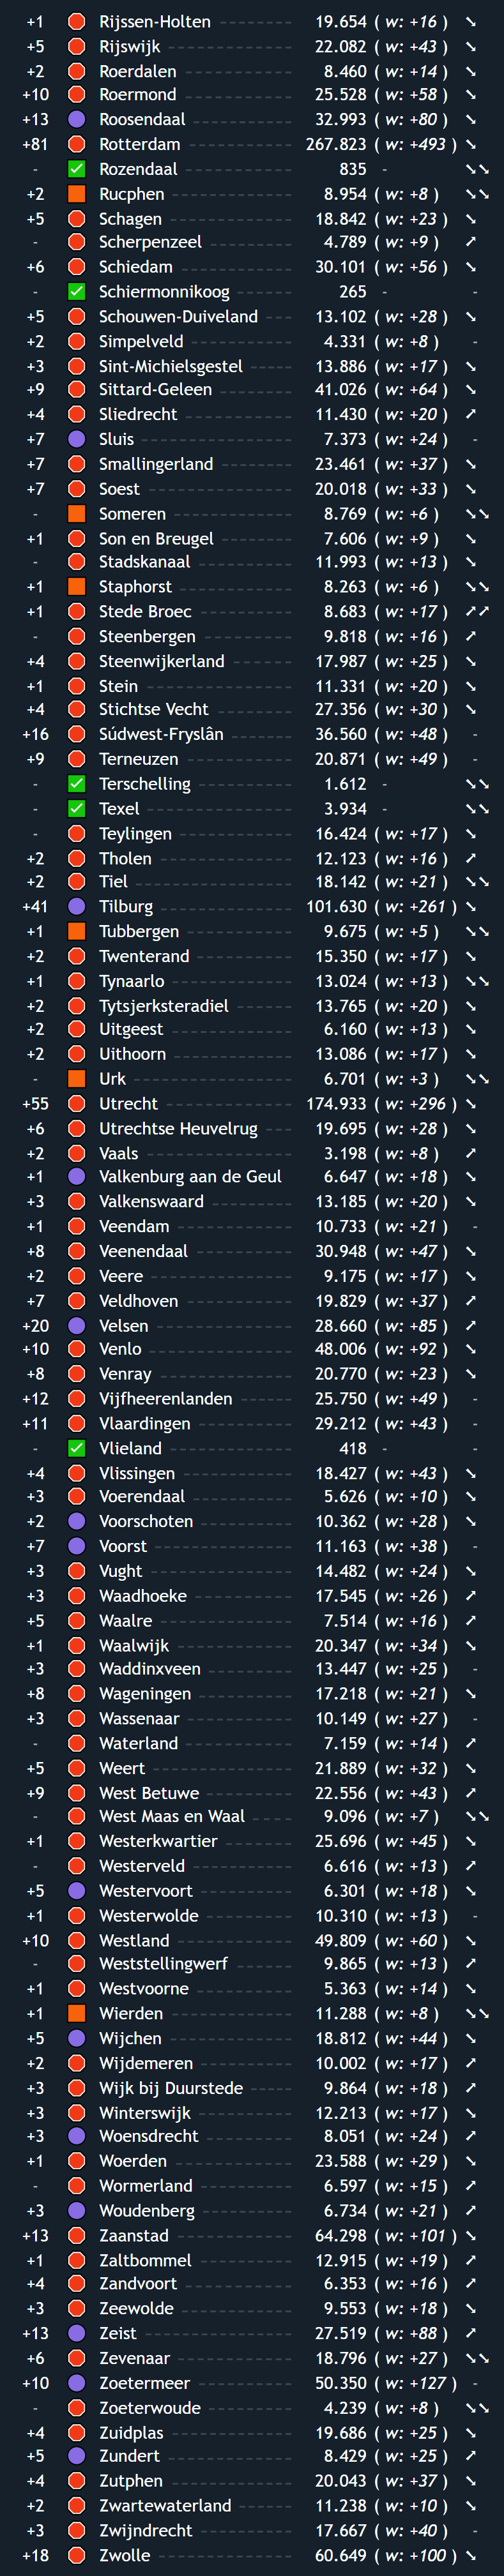 +1 Rijssen-Holten 19.654 ( w: +16 ) ➘
+5 Rijswijk 22.082 ( w: +43 ) ➘
+2 Roerdalen 8.460 ( w: +14 ) ➘
+10 Roermond 25.528 ( w: +58 ) ➘
+13 Roosendaal 32.993 ( w: +80 ) ➘
+81 Rotterdam 267.823 ( w: +493 ) ➘
- Rozendaal 835 - ➘➘
+2 Rucphen 8.954 ( w: +8 ) ➘➘
+5 Schagen 18.842 ( w: +23 ) ➘
- Scherpenzeel 4.789 ( w: +9 ) ➚
+6 Schiedam 30.101 ( w: +56 ) ➘
- Schiermonnikoog 265 - -
+5 Schouwen-Duiveland 13.102 ( w: +28 ) ➘
+2 Simpelveld 4.331 ( w: +8 ) -
+3 Sint-Michielsgestel 13.886 ( w: +17 ) ➘
+9 Sittard-Geleen 41.026 ( w: +64 ) ➘
+4 Sliedrecht 11.430 ( w: +20 ) ➚
+7 Sluis 7.373 ( w: +24 ) -
+7 Smallingerland 23.461 ( w: +37 ) ➘
+7 Soest 20.018 ( w: +33 ) ➘
- Someren 8.769 ( w: +6 ) ➘➘
+1 Son en Breugel 7.606 ( w: +9 ) ➘
- Stadskanaal 11.993 ( w: +13 ) ➘
+1 Staphorst 8.263 ( w: +6 ) ➘➘
+1 Stede Broec 8.683 ( w: +17 ) ➚➚
- Steenbergen 9.818 ( w: +16 ) ➚
+4 Steenwijkerland 17.987 ( w: +25 ) ➘
+1 Stein 11.331 ( w: +20 ) ➘
+4 Stichtse Vecht 27.356 ( w: +30 ) ➘
+16 Súdwest-Fryslân 36.560 ( w: +48 ) -
+9 Terneuzen 20.871 ( w: +49 ) -
- Terschelling 1.612 - ➘➘
- Texel 3.934 - ➘➘
- Teylingen 16.424 ( w: +17 ) ➘
+2 Tholen 12.123 ( w: +16 ) ➚
+2 Tiel 18.142 ( w: +21 ) ➘➘
+41 Tilburg 101.630 ( w: +261 ) ➘
+1 Tubbergen 9.675 ( w: +5 ) ➘➘
+2 Twenterand 15.350 ( w: +17 ) ➘
+1 Tynaarlo 13.024 ( w: +13 ) ➘➘
+2 Tytsjerksteradiel 13.765 ( w: +20 ) ➘
+2 Uitgeest 6.160 ( w: +13 ) ➘
+2 Uithoorn 13.086 ( w: +17 ) ➘
- Urk 6.701 ( w: +3 ) ➘➘
+55 Utrecht 174.933 ( w: +296 ) ➘
+6 Utrechtse Heuvelrug 19.695 ( w: +28 ) ➘
+2 Vaals 3.198 ( w: +8 ) ➚
+1 Valkenburg aan de Geul 6.647 ( w: +18 ) ➘
+3 Valkenswaard 13.185 ( w: +20 ) ➘
+1 Veendam 10.733 ( w: +21 ) -
+8 Veenendaal 30.948 ( w: +47 ) ➘
+2 Veere 9.175 ( w: +17 ) ➘
+7 Veldhoven 19.829 ( w: +37 ) ➚
+20 Velsen 28.660 ( w: +85 ) ➚
+10 Venlo 48.006 ( w: +92 ) ➘
+8 Venray 20.770 ( w: +23 ) ➘
+12 Vijfheerenlanden 25.750 ( w: +49 ) -
+11 Vlaardingen 29.212 ( w: +43 ) -
- Vlieland 418 - -
+4 Vlissingen 18.427 ( w: +43 ) ➘
+3 Voerendaal 5.626 ( w: +10 ) ➘
+2 Voorschoten 10.362 ( w: +28 ) ➘
+7 Voorst 11.163 ( w: +38 ) -
+3 Vught 14.482 ( w: +24 ) ➘
+3 Waadhoeke 17.545 ( w: +26 ) ➚
+5 Waalre 7.514 ( w: +16 ) ➚
+1 Waalwijk 20.347 ( w: +34 ) ➘
+3 Waddinxveen 13.447 ( w: +25 ) -
+8 Wageningen 17.218 ( w: +21 ) ➘
+3 Wassenaar 10.149 ( w: +27 ) -
- Waterland 7.159 ( w: +14 ) ➚
+5 Weert 21.889 ( w: +32 ) ➘
+9 West Betuwe 22.556 ( w: +43 ) ➚
- West Maas en Waal 9.096 ( w: +7 ) ➘➘
+1 Westerkwartier 25.696 ( w: +45 ) ➘
- Westerveld 6.616 ( w: +13 ) ➚
+5 Westervoort 6.301 ( w: +18 ) ➘
+1 Westerwolde 10.310 ( w: +13 ) -
+10 Westland 49.809 ( w: +60 ) ➘
- Weststellingwerf 9.865 ( w: +13 ) ➚
+1 Westvoorne 5.363 ( w: +14 ) ➘
+1 Wierden 11.288 ( w: +8 ) ➘➘
+5 Wijchen 18.812 ( w: +44 ) ➘
+2 Wijdemeren 10.002 ( w: +17 ) ➚
+3 Wijk bij Duurstede 9.864 ( w: +18 ) ➚
+3 Winterswijk 12.213 ( w: +17 ) ➘
+3 Woensdrecht 8.051 ( w: +24 ) ➚
+1 Woerden 23.588 ( w: +29 ) ➘
- Wormerland 6.597 ( w: +15 ) ➚
+3 Woudenberg 6.734 ( w: +21 ) ➚
+13 Zaanstad 64.298 ( w: +101 ) ➘
+1 Zaltbommel 12.915 ( w: +19 ) ➚
+4 Zandvoort 6.353 ( w: +16 ) ➚
+3 Zeewolde 9.553 ( w: +18 ) ➘
+13 Zeist 27.519 ( w: +88 ) ➚
+6 Zevenaar 18.796 ( w: +27 ) ➘➘
+10 Zoetermeer 50.350 ( w: +127 ) -
- Zoeterwoude 4.239 ( w: +8 ) ➘➘
+4 Zuidplas 19.686 ( w: +25 ) ➘
+5 Zundert 8.429 ( w: +25 ) ➚
+4 Zutphen 20.043 ( w: +37 ) ➘
+2 Zwartewaterland 11.238 ( w: +10 ) ➘
+3 Zwijndrecht 17.667 ( w: +40 ) -
+18 Zwolle 60.649 ( w: +100 ) ➘